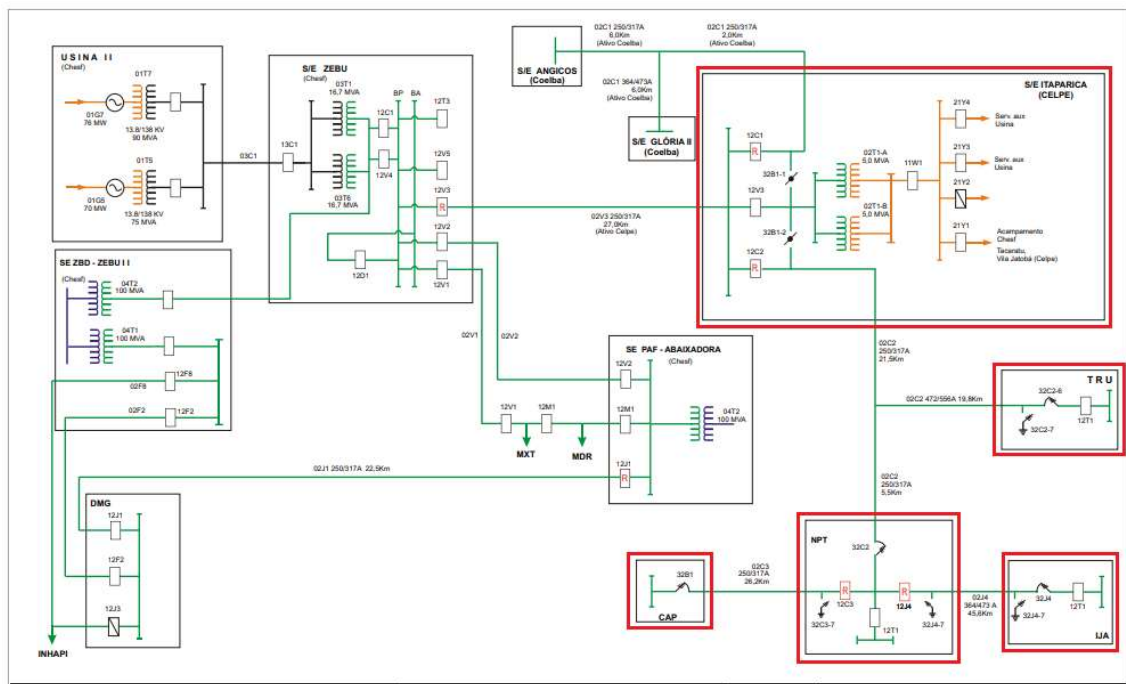 USINA II
(Chesf)
01T7
01G7
76 MW
13.8/138 KV
90 MVA
01T5
01G5
70 MW
13.8/138 KV
75 MVA
03C1
S/E ZEBU
(Chesf)
03T1
16,7 MVA
03T6
16,7 MVA
13C1
BP
BA
12C1
12V4
12T3
12V5
12V3
R
12V2
12V1
12D1
SE ZBD - ZEBU II
(Chesf)
04T2
100 MVA
04T1
100 MVA
12F8
02F8
02F2
12F2
02V1
02V2
S/E ANGICOS
(Coelba)
02C1 250/317A
6,0Km
(Ativo Coelba)
02C1 250/317A
2,0Km
(Ativo Coelba)
02C1 364/473A
6,0Km
(Ativo Coelba)
S/E GLÓRIA II
(Coelba)
02V3 250/317A
27,0Km
(Ativo Celpe)
S/E ITAPARICA
(CELPE)
12C1
R
32B1-1
12V3
32B1-2
12C2
R
02T1-A
5,0 MVA
02T1-B
5,0 MVA
11W1
21Y4
Serv. aux
Usina
21Y3
Serv. aux
Usina
21Y2
21Y1
Acampamento
Chesf
Tacaratu,
Vila Jatobá (Celpe)
SE PAF - ABAIXADORA
(Chesf)
12V2
12M1
04T2
100 MVA
12J1
R
12V1
12M1
MXT
MDR
02J1 250/317A 22,5Km
DMG
12J1
12F2
12J3
INHAPI
02C2
250/317A
21,5Km
02C2 472/556A 19,8Km
TRU
32C2-6
12T1
32C2-7
02C2
250/317A
5,5Km
NPT
32C2
R
12C3
R
12J4
32C3-7
32J4-7
12T1
02C3
250/317A
26,2Km
32B1
CAP
02J4
364/473 A
45,6Km
32J4
12T1
32J4-7
IJA